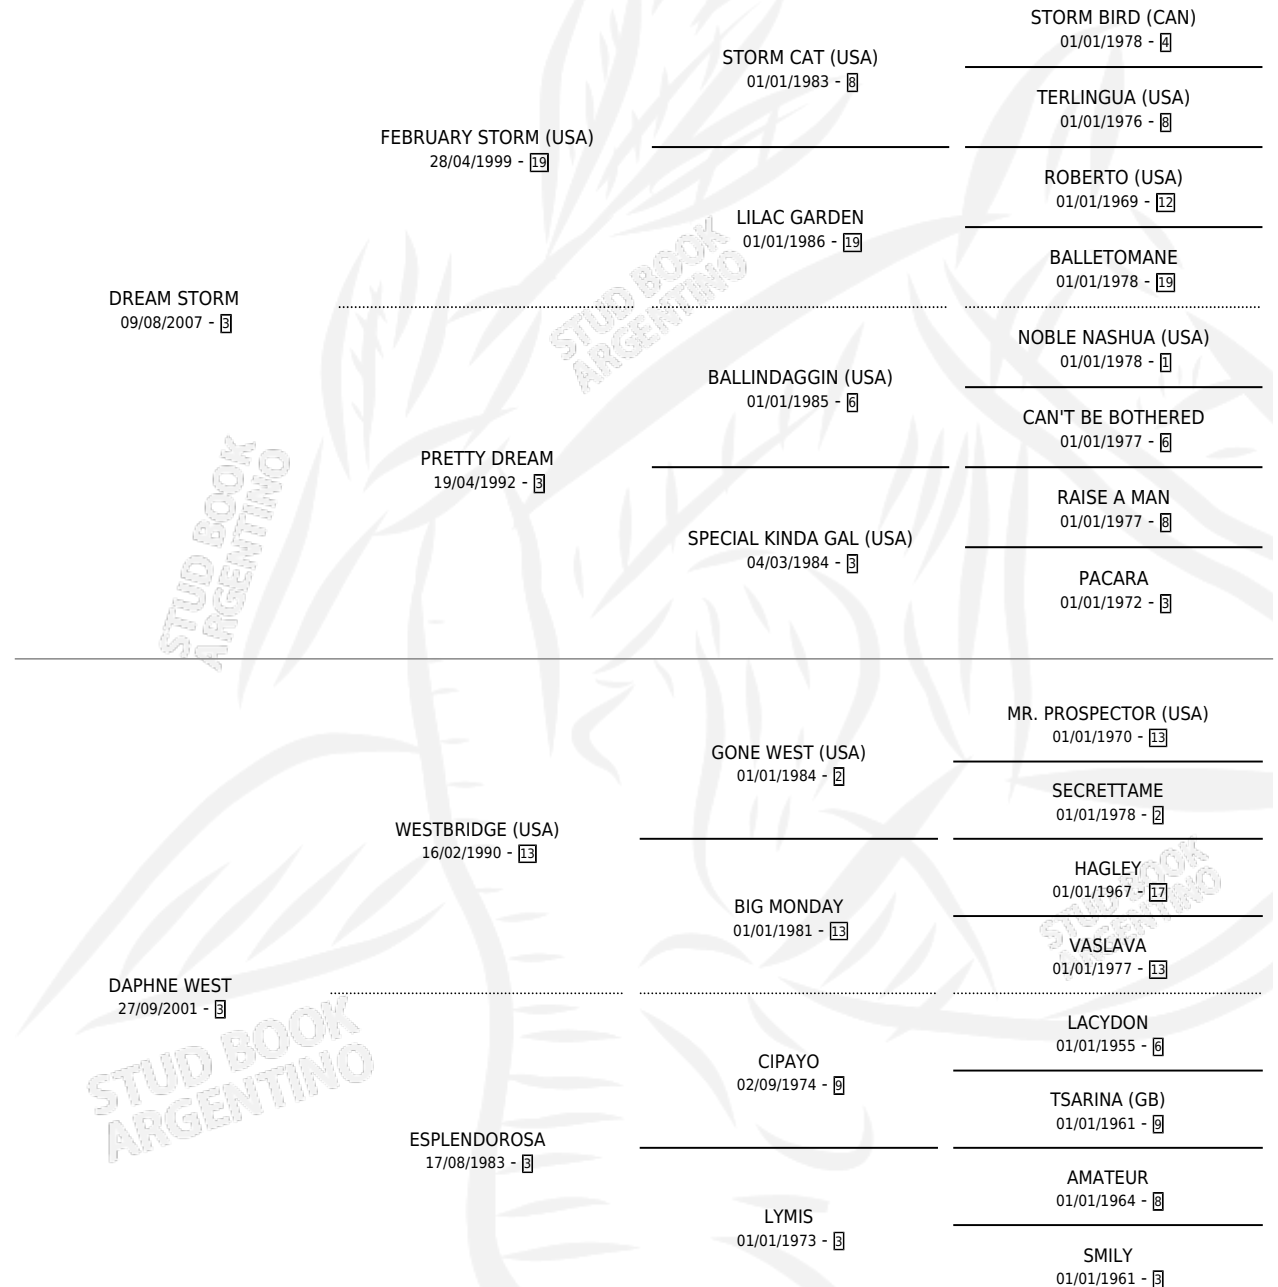 STORM BIRD (CAN)
01/01/1978 - 4
STORM CAT (USA)
01/01/1983 - 8
TERLINGUA (USA)
01/01/1976 - 8
FEBRUARY STORM (USA)
28/04/1999 - 19
ROBERTO (USA)
01/01/1969 - 12
LILAC GARDEN
01/01/1986 - 19
BALLETOMANE
01/01/1978 - 19
DREAM STORM
09/08/2007 - 3
NOBLE NASHUA (USA)
01/01/1978 - 1
BALLINDAGGIN (USA)
01/01/1985 - 6
CAN'T BE BOTHERED
01/01/1977 - 6
PRETTY DREAM
19/04/1992 - 3
RAISE A MAN
01/01/1977 - 8
SPECIAL KINDA GAL (USA)
04/03/1984 - 3
PACARA
01/01/1972 - 3
MR. PROSPECTOR (USA)
01/01/1970 - 13
GONE WEST (USA)
01/01/1984 - 2
SECRETTAME
01/01/1978 - 2
WESTBRIDGE (USA)
16/02/1990 - 13
HAGLEY
01/01/1967 - 17
BIG MONDAY
01/01/1981 - 13
VASLAVA
01/01/1977 - 13
DAPHNE WEST
27/09/2001 - 3
LACYDON
01/01/1955 - 6
CIPAYO
02/09/1974 - 9
TSARINA (GB)
01/01/1961 - 9
ESPLENDOROSA
17/08/1983 - 3
AMATEUR
01/01/1964 - 8
LYMIS
01/01/1973 - 3
SMILY
01/01/1961 - 3
STUD BOOK
ARGENTINO
STUD BOOK
ARGENTINO
STUD BOOK
ARGENTINO
STUD BOOK
ARGENTINO